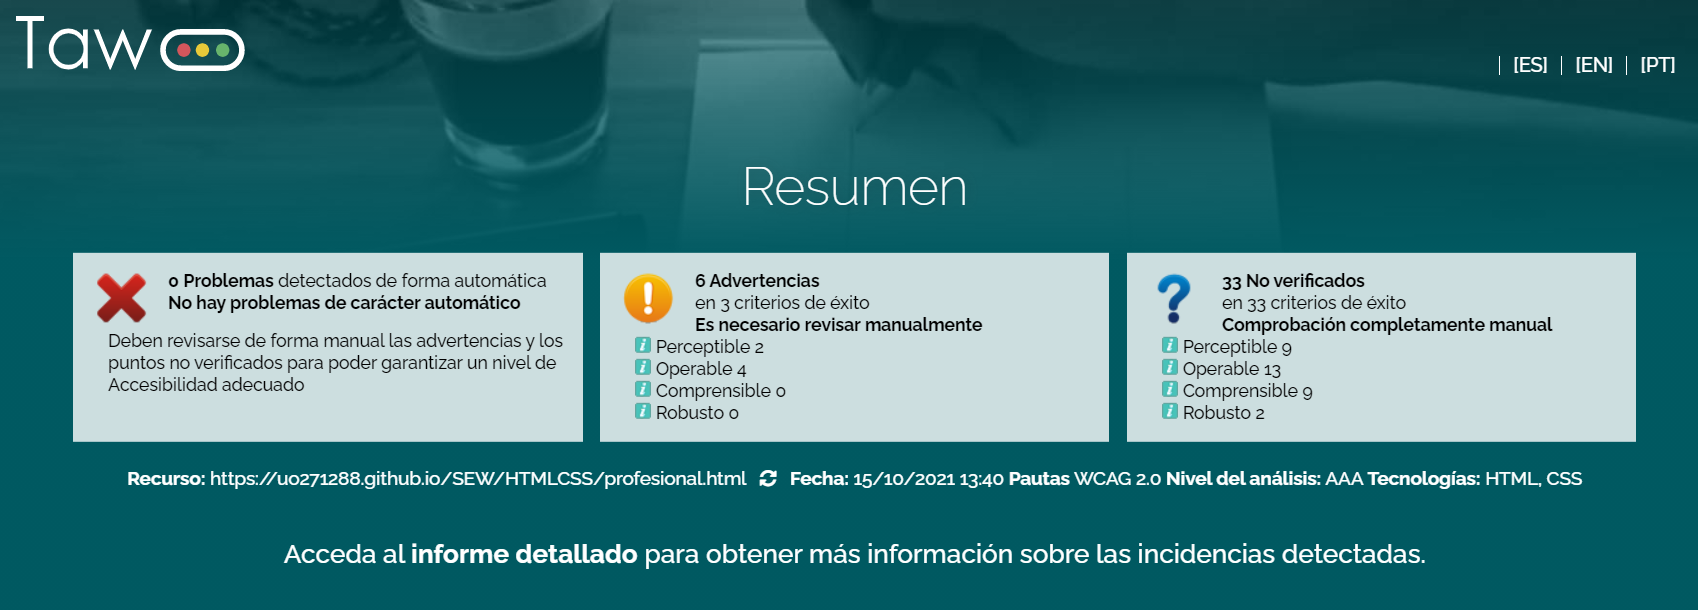 Taw
[ES] [EN] [PT]
Resumen
0 Problemas detectados de forma automática
No hay problemas de carácter automático
Deben revisarse de forma manual las advertencias y los
puntos no verificados para poder garantizar un nivel de
Accesibilidad adecuado
6 Advertencias
en 3 criterios de éxito
Es necesario revisar manualmente
Perceptible 2
Operable 4
Comprensible 0
Robusto 0
33 No verificados
en 33 criterios de éxito
Comprobación completamente manual
Perceptible 9
Operable 13
Comprensible 9
Robusto 2
Recurso: https://uo271288.github.io/SEW/HTMLCSS/profesional.html Fecha: 15/10/2021 13:40 Pautas WCAG 2.0 Nivel del análisis: AAA Tecnologías: HTML, CSS
Acceda al informe detallado para obtener más información sobre las incidencias detectadas.